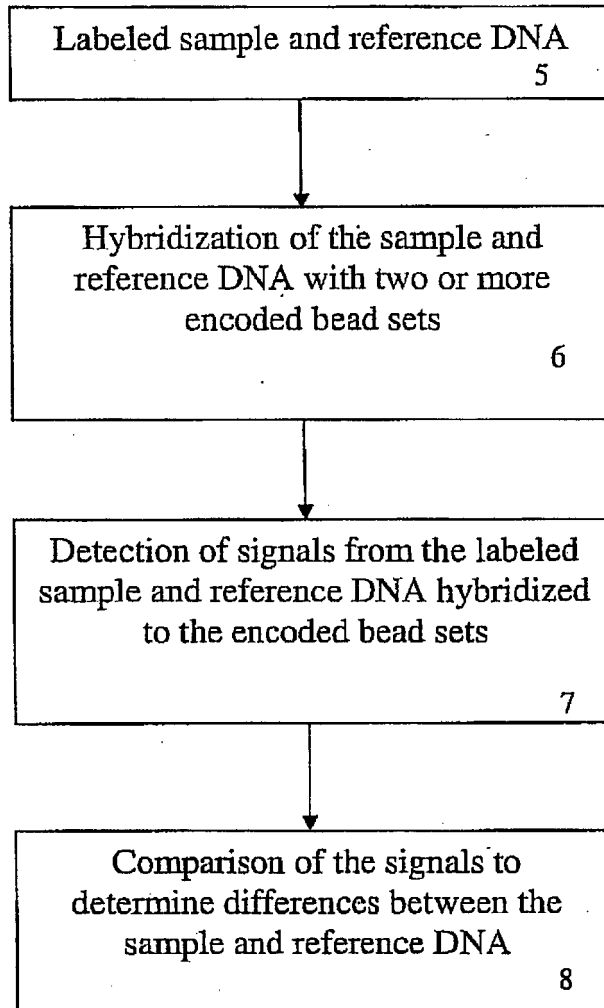 Labeled sample and reference DNA
5
Hybridization of the sample and
reference DNA with two or more
encoded bead sets
6
Detection of signals from the labeled
sample and reference DNA hybridized
to the encoded bead sets
7
Comparison of the signals to
determine differences between the
sample and reference DNA
8